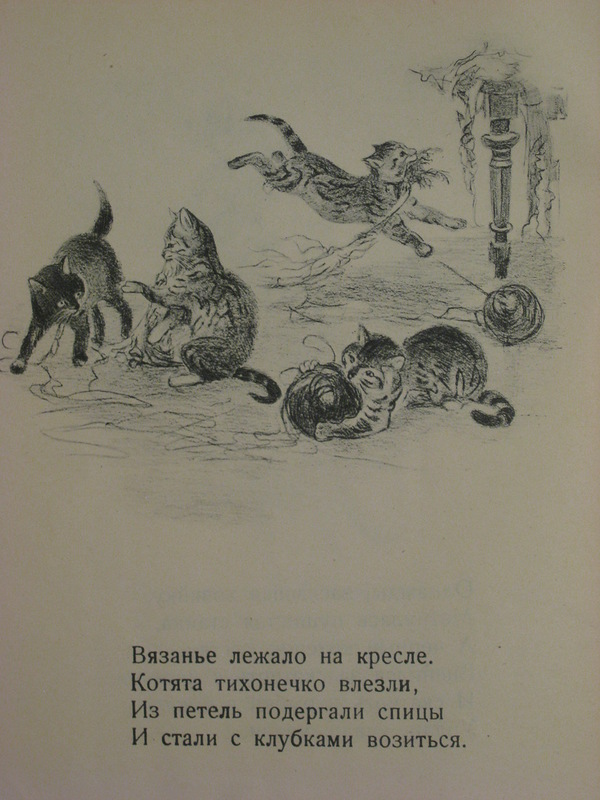 Вязанье лежало на кресле.
Котята тихонечко влезли,
Из петель подергали спицы
И стали с клубками возиться.